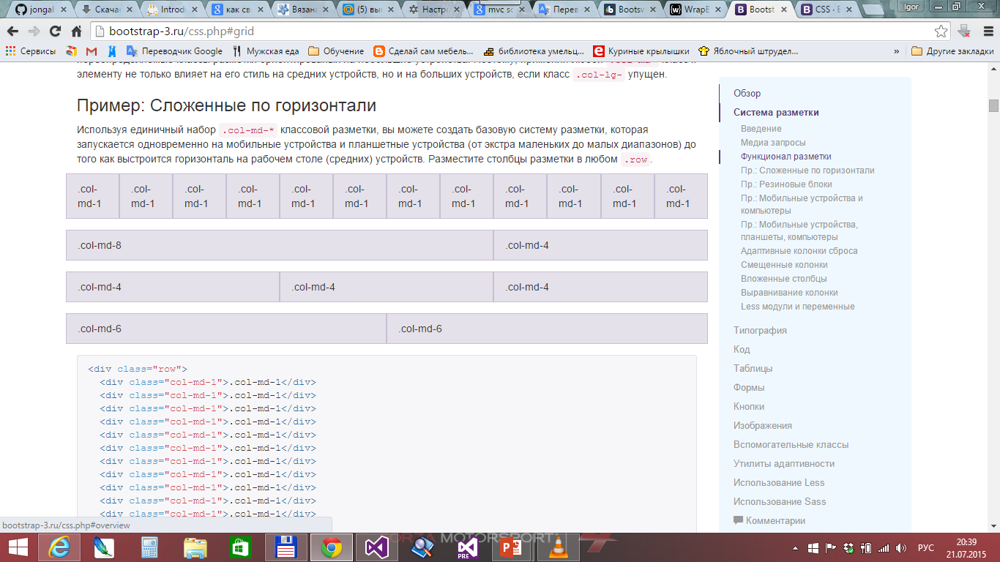 jongal
Скача
Introd
как св
Вязан
(5) вы
Настр
mvc sc
Перев
Bootsv
WrapB
Bootst
CSS · B
Igor
bootstrap-3.ru/css.php#grid
Сервисы
Переводчик Google
Мужская еда
Обучение
Сделай сам мебель...
библиотека умельц...
Куриные крылышки
Яблочный штрудел...
»
Другие закладки
элементу не только влияет на его стиль на средних устройств, но и на больших устройств, если класс .col-lg- упущен.
Пример: Сложенные по горизонтали
Используя единичный набор .col-md-* классовой разметки, вы можете создать базовую систему разметки, которая
запускается одновременно на мобильные устройства и планшетные устройства (от экстра маленьких до малых диапазонов) до
того как выстроится горизонталь на рабочем столе (средних) устройств. Разместите столбцы разметки в любом .row.
.col-md-1
.col-md-1
.col-md-1
.col-md-1
.col-md-1
.col-md-1
.col-md-1
.col-md-1
.col-md-1
.col-md-1
.col-md-1
.col-md-1
.col-md-8
.col-md-4
.col-md-4
.col-md-4
.col-md-4
.col-md-6
.col-md-6
<div class="row">
<div class="col-md-1">.col-md-1</div>
<div class="col-md-1">.col-md-1</div>
<div class="col-md-1">.col-md-1</div>
<div class="col-md-1">.col-md-1</div>
<div class="col-md-1">.col-md-1</div>
<div class="col-md-1">.col-md-1</div>
<div class="col-md-1">.col-md-1</div>
<div class="col-md-1">.col-md-1</div>
<div class="col-md-1">.col-md-1</div>
<div class="col-md-1">.col-md-1</div>
<div class="col-md-1">.col-md-1</div>
Обзор
Система разметки
Введение
Медиа запросы
Функционал разметки
Пр.: Сложенные по горизонтали
Пр.: Резиновые блоки
Пр.: Мобильные устройства и
компьютеры
Пр.: Мобильные устройства,
планшеты, компьютеры
Адаптивные колонки сброса
Смещенные колонки
Вложенные столбцы
Выравнивание колонки
Less модули и переменные
Типография
Код
Таблицы
Формы
Кнопки
Изображения
Вспомогательные классы
Утилиты адаптивности
Использование Less
Использование Sass
Комментарии
bootstrap-3.ru/css.php#overview
MOTORSPORT
PRE
РУС
20:39
21.07.2015